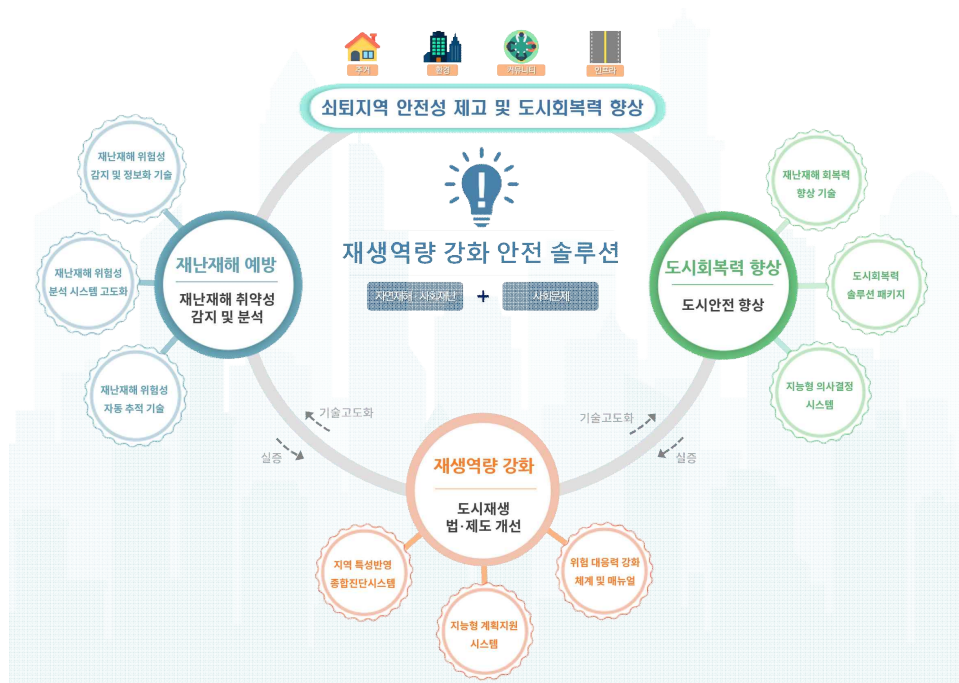 주거
환경
커뮤니티
인프라
쇠퇴지역 안전성 제고 및 도시회복력 향상
재생역량 강화 안전 솔루션
자연재해·사회재난
+
사회문제
재난재해 위험성
감지 및 정보화 기술
재난재해 위험성
분석 시스템 고도화
재난재해 위험성
자동 추적 기술
재난재해 예방
재난재해 취약성
감지 및 분석
도시회복력 향상
도시안전 향상
재난재해 회복력
향상 기술
도시회복력
솔루션 패키지
지능형 의사결정
시스템
기술고도화
실증
기술고도화
실증
재생역량 강화
도시재생
법·제도 개선
지역 특성반영
종합진단시스템
지능형 계획지원
시스템
위험 대응력 강화
체계 및 매뉴얼